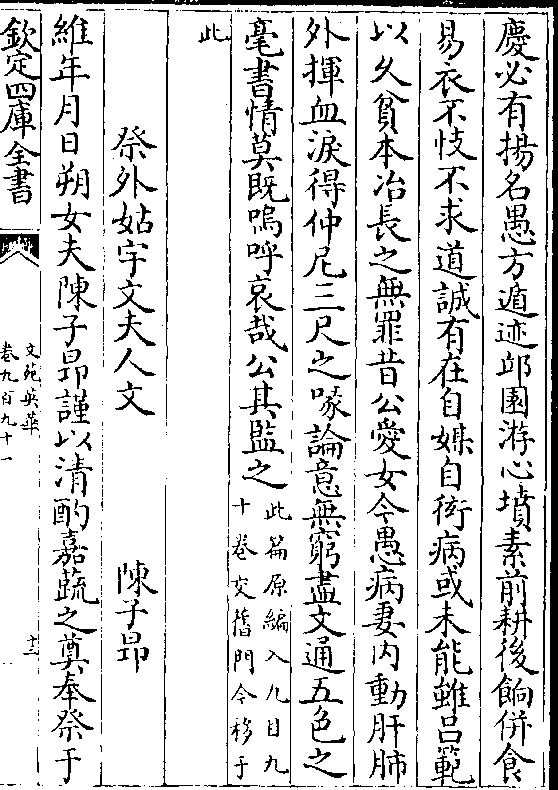 慶必有揚名愚方遁迹邱園游心墳素前耕後餉併食
易衣不忮不求道誠有在自媒自衒病或未能雖吕範
以久貧本冶長之無罪昔公愛女今愚病妻内動肝肺
外揮血淚得仲尼三尺之喙論意無窮盡文通五色之
毫書情莫既嗚呼哀哉公其監之此篇原編入九百九
十卷交舊門今移于
此
祭外姑宇文夫人文 陳子昻
維年月日朔女夫陳子昻謹以清酌嘉蔬之奠奉祭于
欽定四庫全書
文苑英華
卷九百九十一
十三